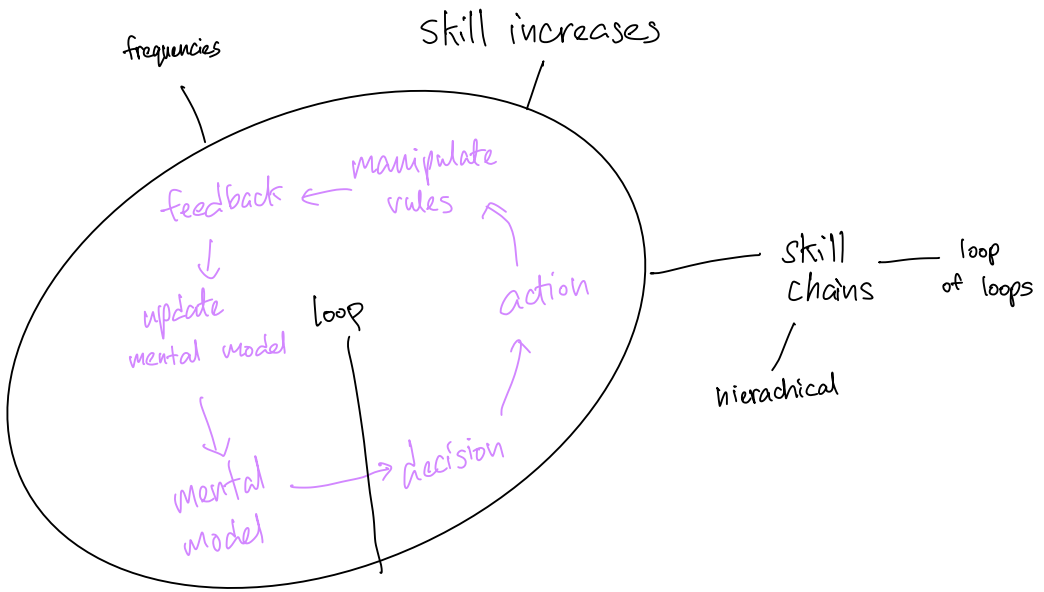 frequencies
skill increases
manipulate
rules
feedback
update
mental model
loop
action
mental
model
decision
skill
chains
loop
of loops
hierachical